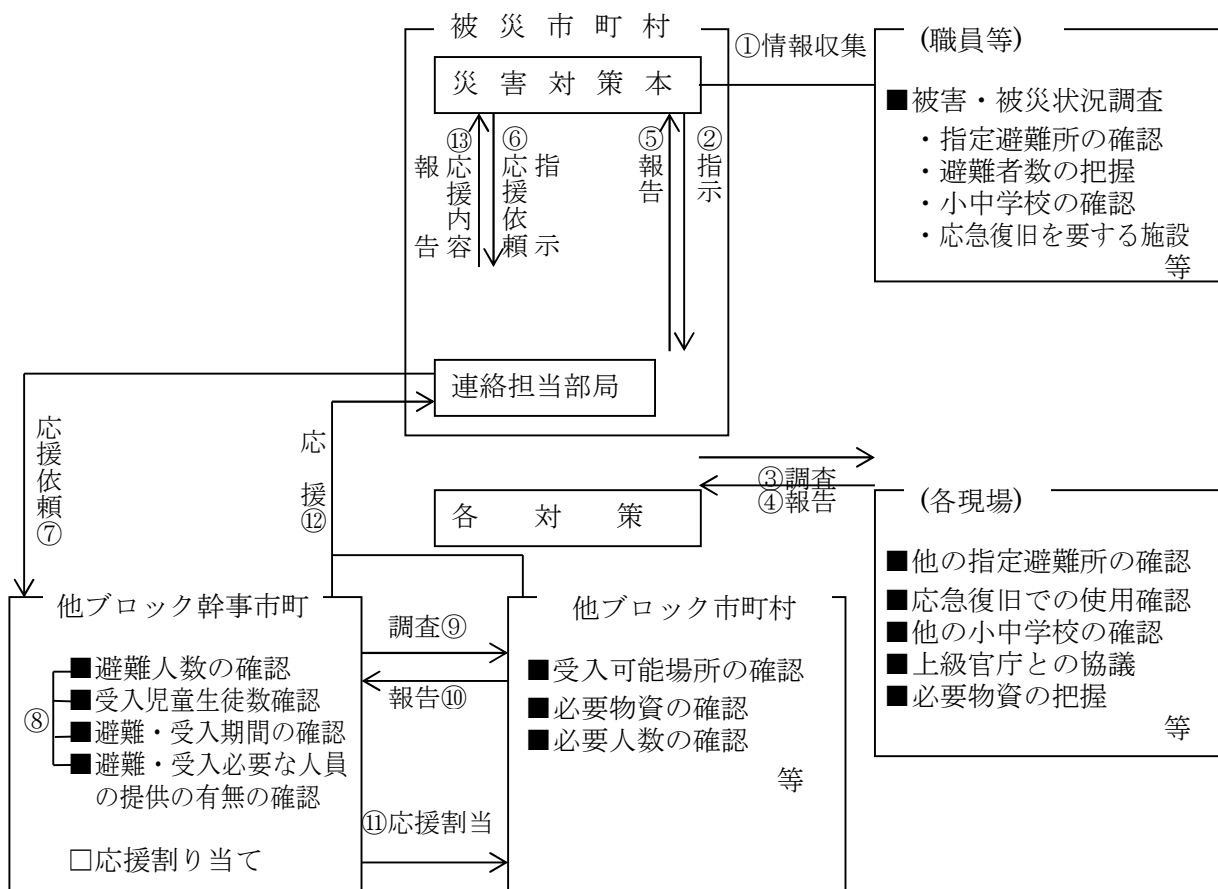 被災市町村
災害対策本
①情報収集
(職員等)
■被害・被災状況調査
・指定避難所の確認
・避難者数の把握
・小中学校の確認
・応急復旧を要する施設
等
⑬応援内容
報告
⑥応援依頼
指示
⑤報告
②指示
連絡担当部局
応援依頼⑦
応援⑫
③調査
④報告
各対策
(各現場)
■他の指定避難所の確認
■応急復旧での使用確認
■他の小中学校の確認
■上級官庁との協議
■必要物資の把握
等
他ブロック幹事市町
⑧
■避難人数の確認
■受入児童生徒数確認
■避難・受入期間の確認
■避難・受入必要な人員
の提供の有無の確認
□応援割り当て
調査⑨
報告⑩
⑪応援割当
他ブロック市町村
■受入可能場所の確認
■必要物資の確認
■必要人数の確認
等